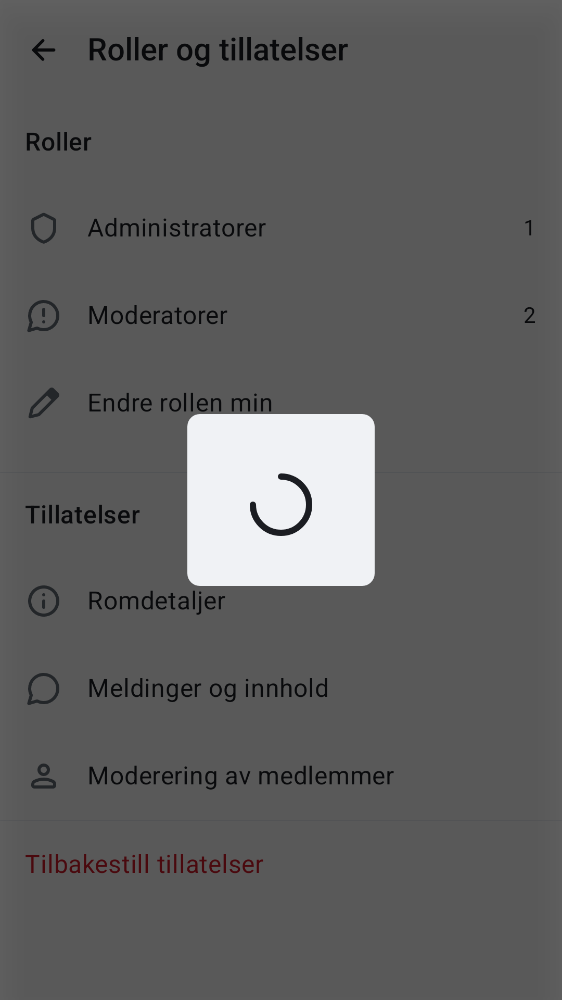 Roller og tillatelser
Roller
Administratorer 1
Moderatorer 2
Endre rollen min
Tillatelser
Romdetaljer
Meldinger og innhold
Moderering av medlemmer
Tilbakestill tillatelser